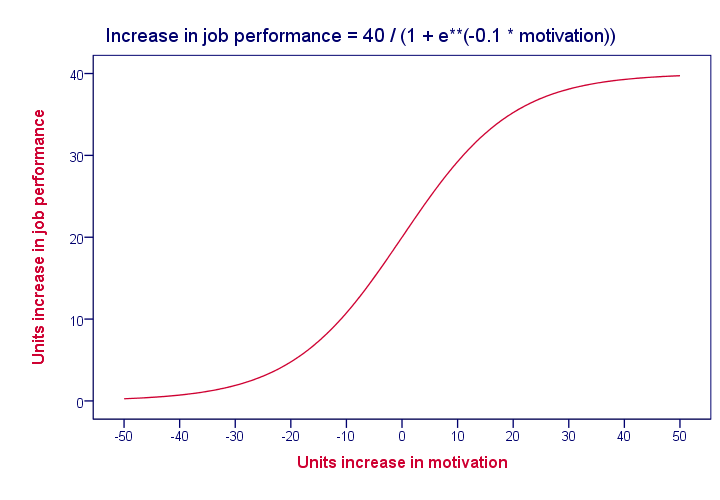 Increase in job performance = 40 / (1 + e**(-0.1 * motivation))
Units increase in job performance
40
30
20
10
0
-50 -40 -30 -20 -10 0 10 20 30 40 50
Units increase in motivation